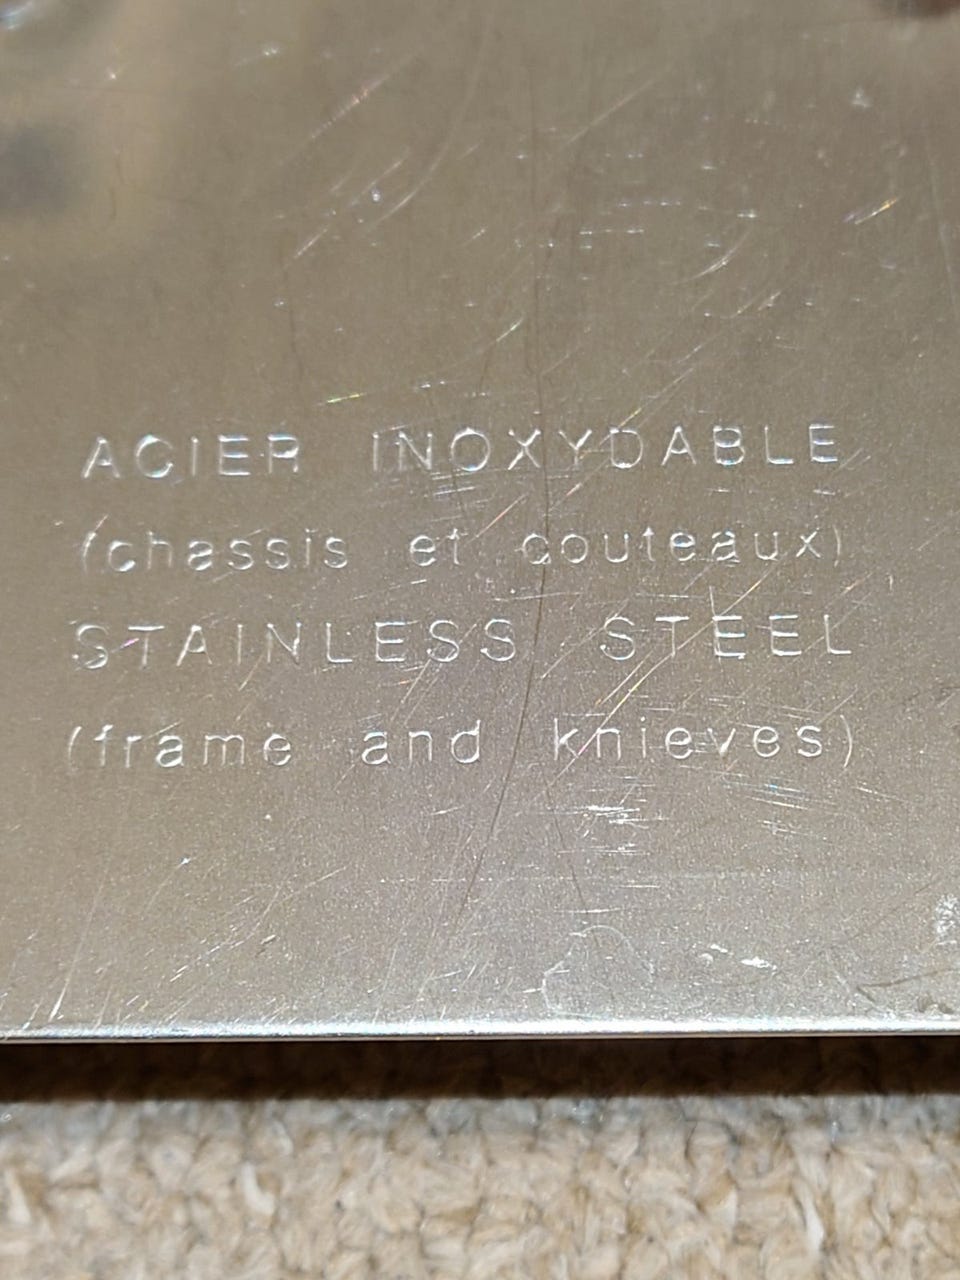 ACIER INOXYDABLE
(chassis et couteaux)
STAINLESS STEEL
(frame and knieves)